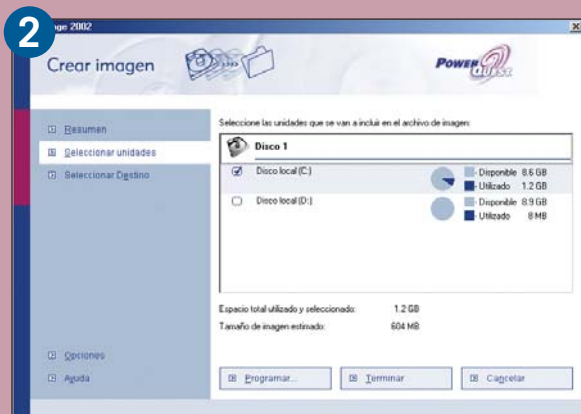 2
age 2002
Crear imagen
POWERQUEST
Resumen
Seleccionar unidades
Seleccionar Destino
Seleccione las unidades que se van a incluir en el archivo de imagen:
Disco 1
Disco local (C:)
Disponible 8.6 GB
Utilizado 1.2 GB
Disco local (D:)
Disponible 8.9 GB
Utilizado 8 MB
Espacio total utilizado y seleccionado: 1.2 GB
Tamaño de imagen estimado: 604 MB
Opciones
Ayuda
Programar...
Terminar
Cancelar